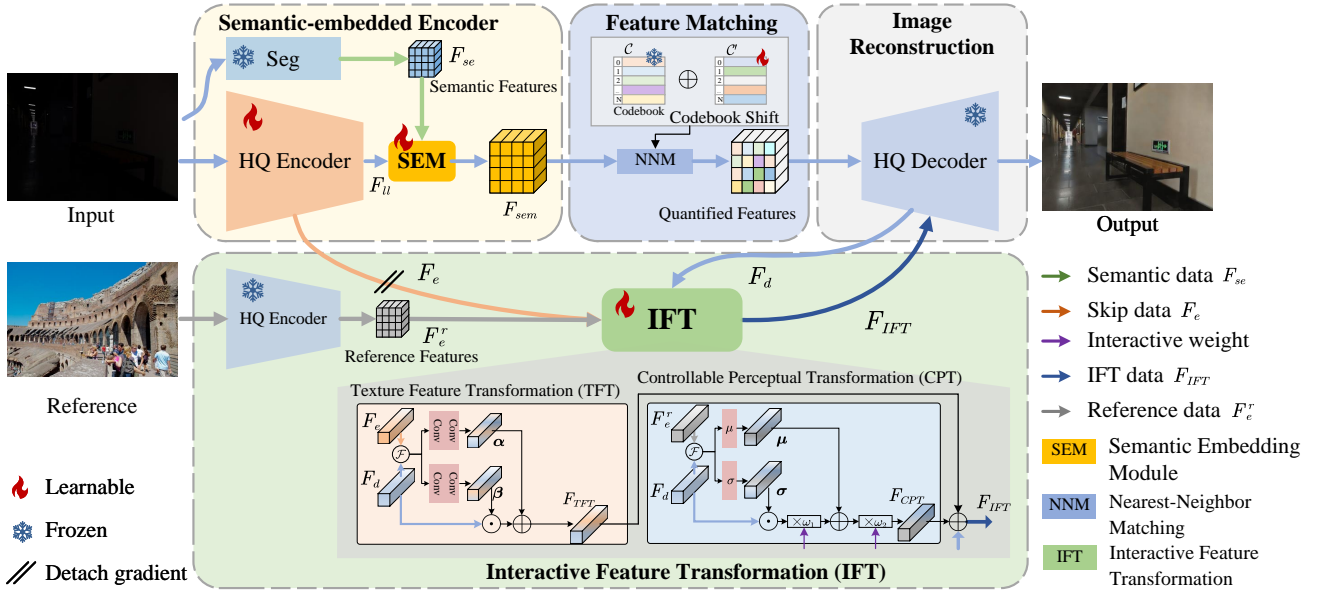 Semantic-embedded Encoder
Feature Matching
Image
Reconstruction
Seg
F_se
Semantic Features
HQ Encoder
F_ll
SEM
F_sem
C
C'
0
1
2
...
N
0
1
2
...
N
Codebook
Codebook Shift
NNM
Quantified Features
HQ Decoder
Input
Output
Reference
HQ Encoder
F_e^r
Reference Features
F_e
IFT
F_d
F_IFT
Texture Feature Transformation (TFT)
F_e
F
F_d
Conv
Conv
α
Conv
Conv
β
F_TFT
Controllable Perceptual Transformation (CPT)
F_e^r
F
F_d
μ
μ
σ
σ
×ω₁
×ω₂
F_CPT
F_IFT
Interactive Feature Transformation (IFT)
Learnable
Frozen
Detach gradient
Semantic data F_se
Skip data F_e
Interactive weight
IFT data F_IFT
Reference data F_e^r
SEM
Semantic Embedding
Module
NNM
Nearest-Neighbor
Matching
IFT
Interactive Feature
Transformation